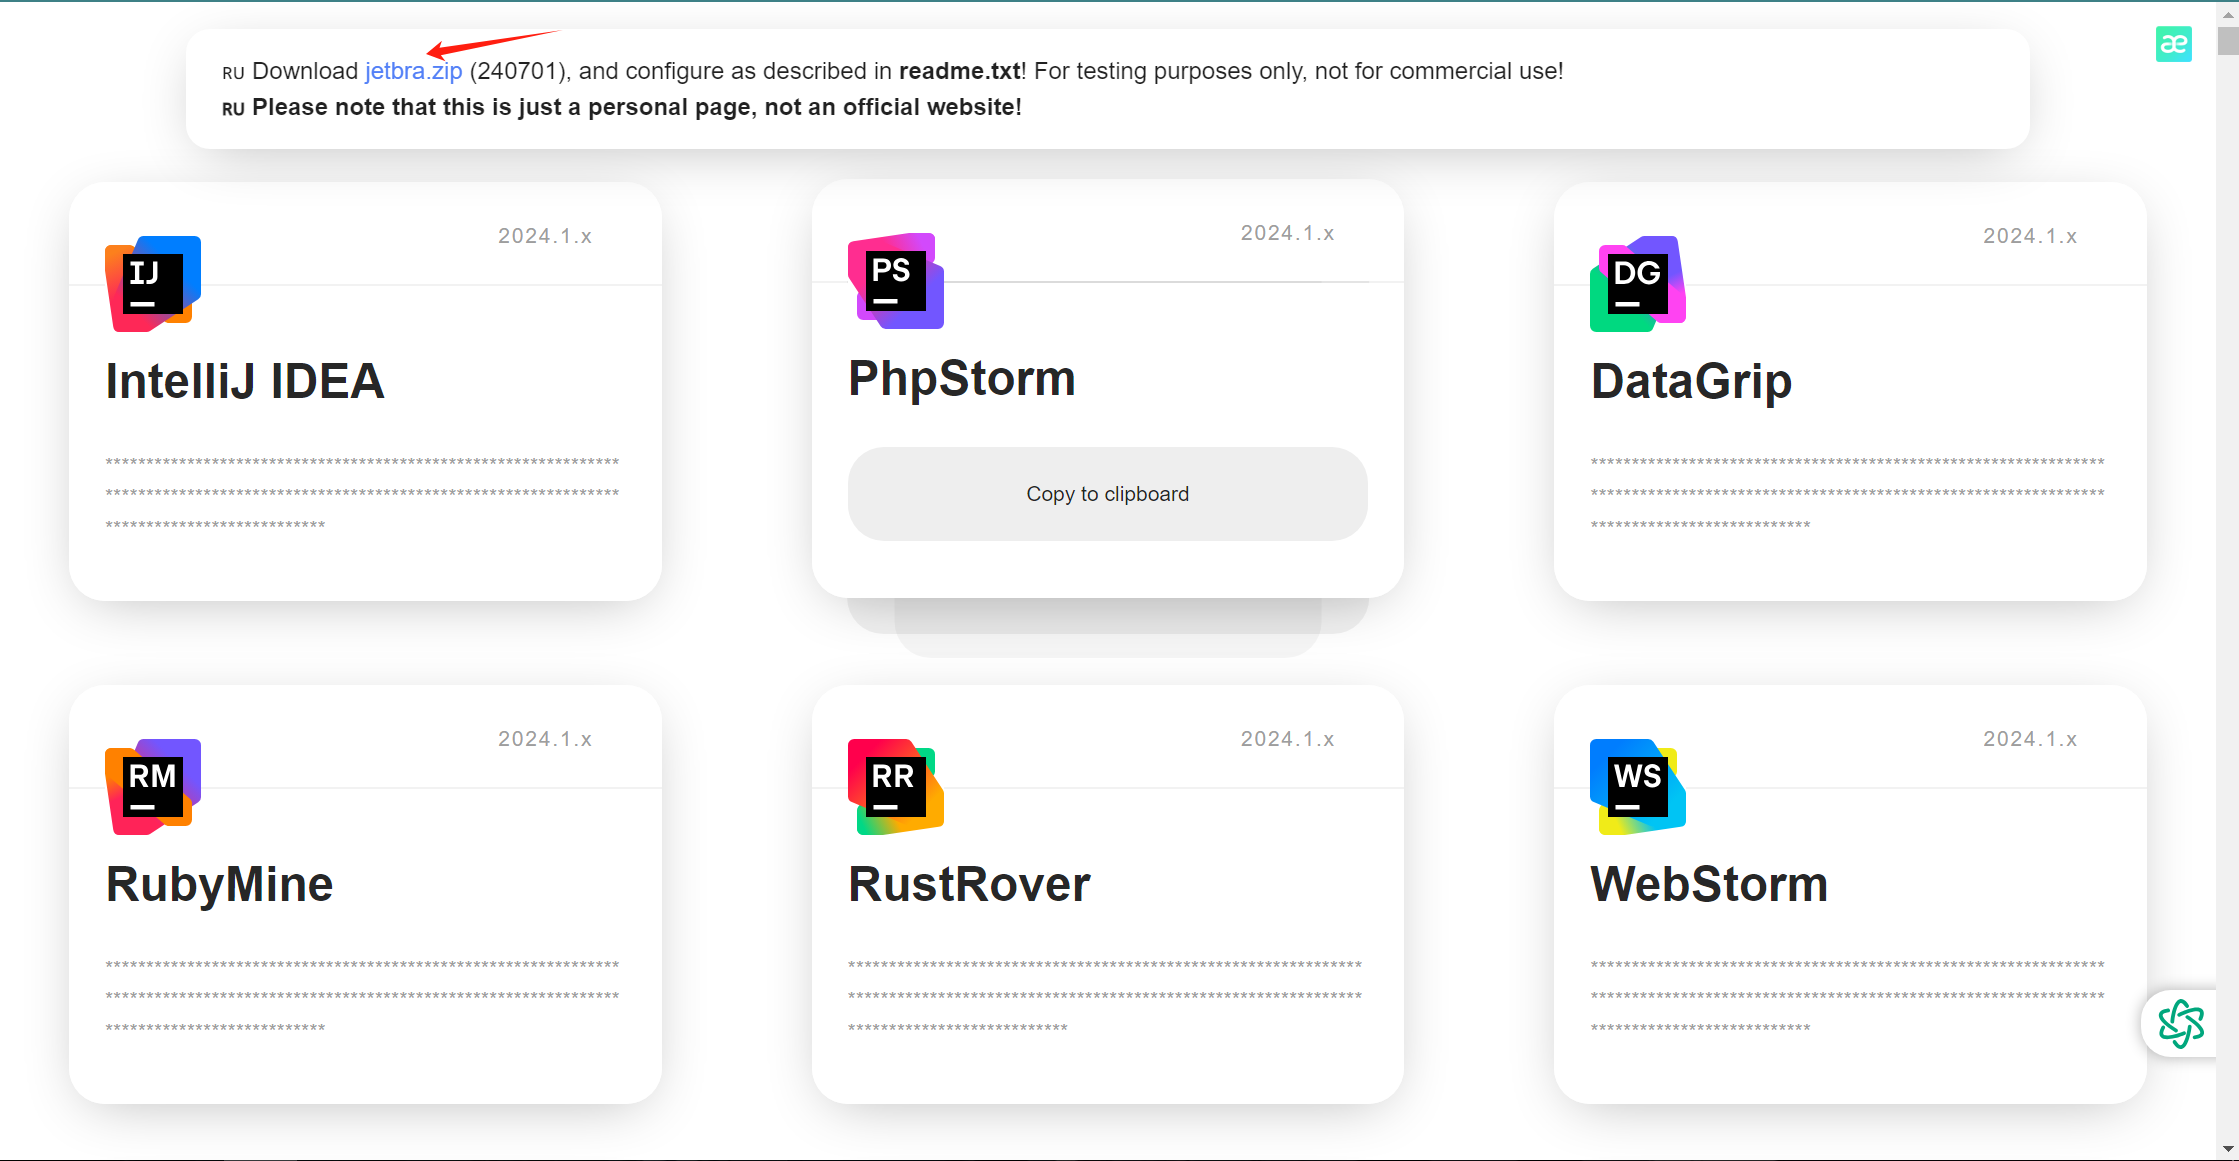 RU Download jetbra.zip (240701), and configure as described in readme.txt! For testing purposes only, not for commercial use!
RU Please note that this is just a personal page, not an official website!
æ
IJ
2024.1.x
IntelliJ IDEA
***************************************************************
***************************************************************
***************************
PS
2024.1.x
PhpStorm
Copy to clipboard
DG
2024.1.x
DataGrip
***************************************************************
***************************************************************
***************************
RM
2024.1.x
RubyMine
***************************************************************
***************************************************************
***************************
RR
2024.1.x
RustRover
***************************************************************
***************************************************************
***************************
WS
2024.1.x
WebStorm
***************************************************************
***************************************************************
***************************